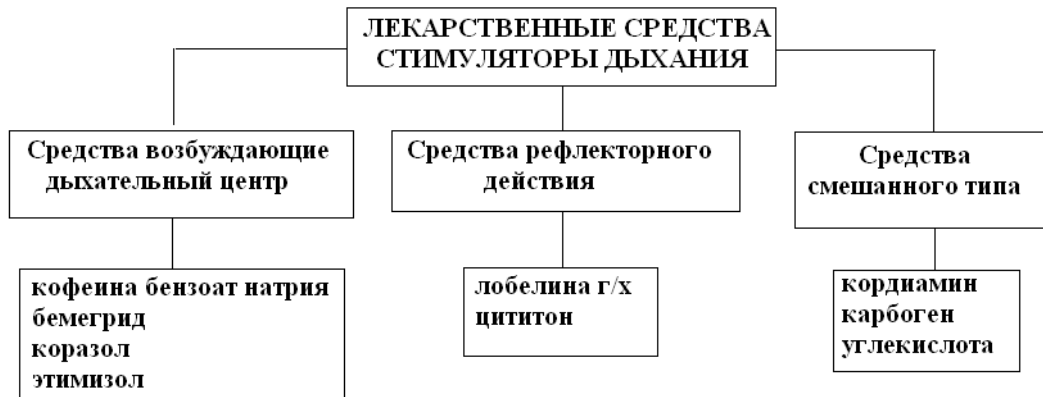 ЛЕКАРСТВЕННЫЕ СРЕДСТВА
СТИМУЛЯТОРЫ ДЫХАНИЯ
Средства возбуждающие
дыхательный центр
Средства рефлекторного
действия
Средства
смешанного типа
кофеина бензоат натрия
бемегрид
коразол
этимизол
лобелина г/х
цититон
кордиамин
карбоген
углекислота